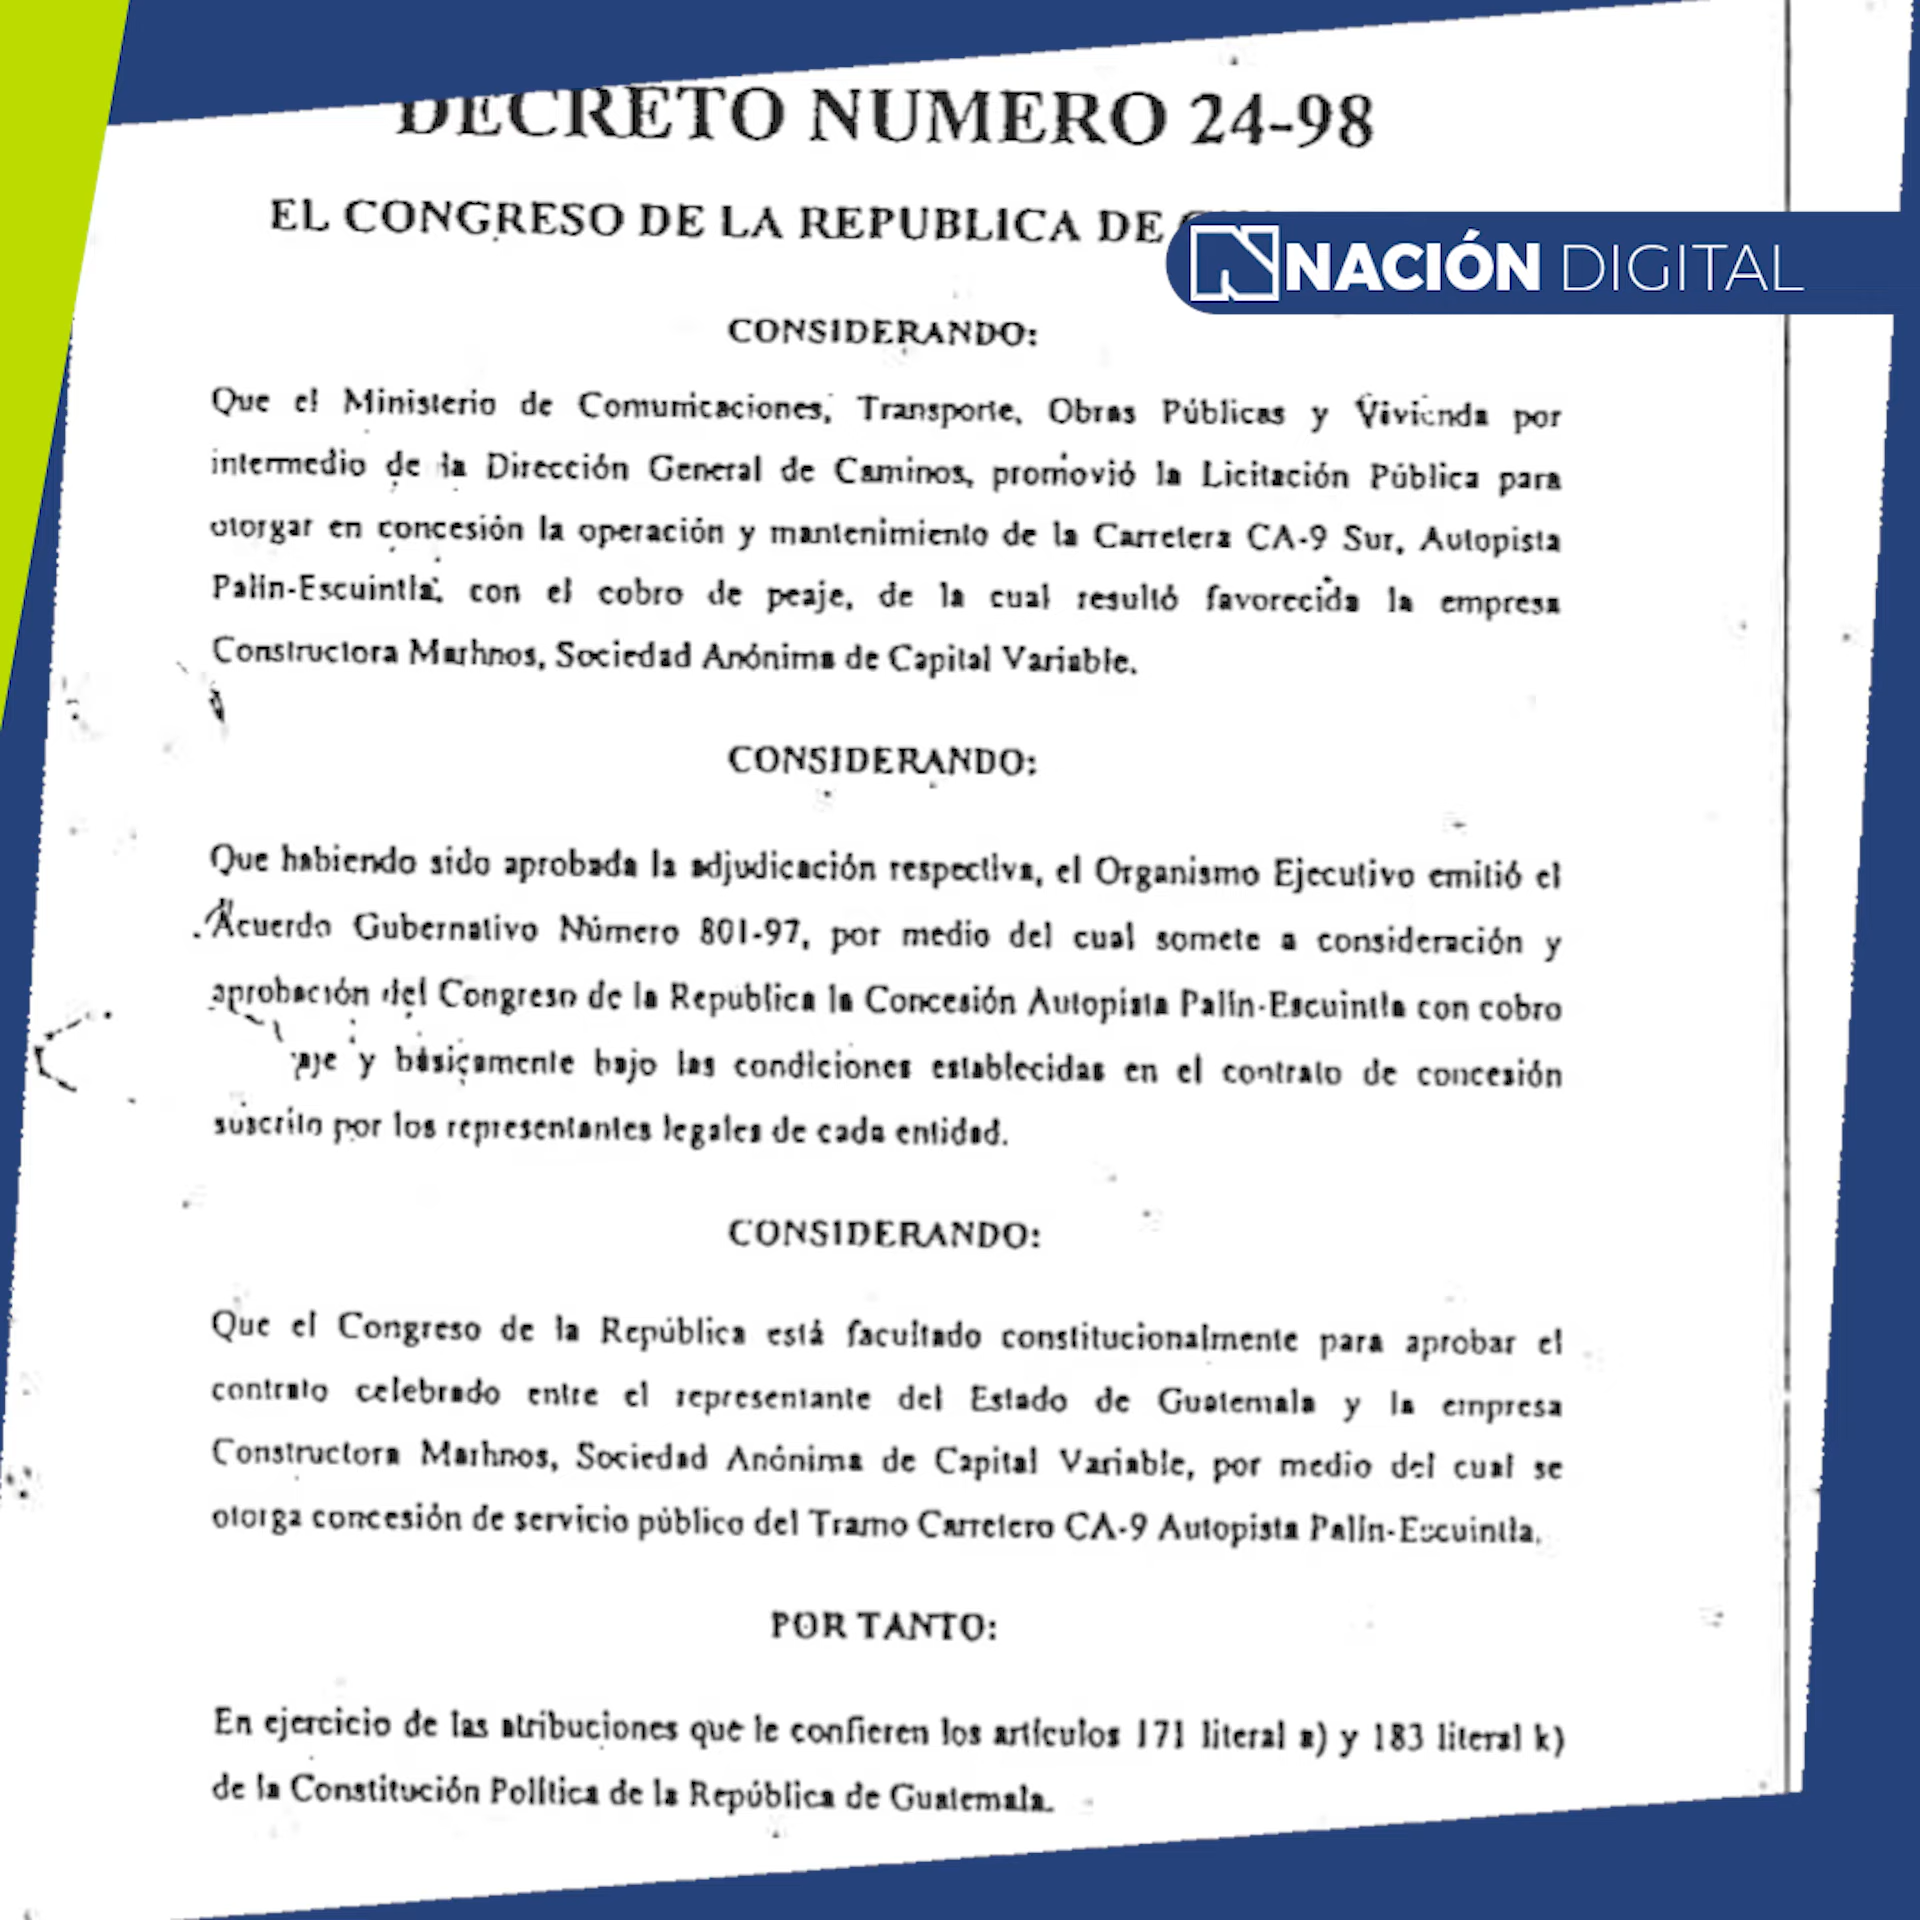 DECRETO NUMERO 24-98
EL CONGRESO DE LA REPUBLICA DE
NACIÓN DIGITAL
CONSIDERANDO:
Que el Ministerio de Comunicaciones, Transporte, Obras Públicas y Vivienda por
intermedio de la Dirección General de Caminos, promovió la Licitación Pública para
otorgar en concesión la operación y mantenimiento de la Carretera CA-9 Sur, Autopista
Palín-Escuintla, con el cobro de peaje, de la cual resultó favorecida la empresa
Constructora Marhnos, Sociedad Anónima de Capital Variable.
CONSIDERANDO:
Que habiendo sido aprobada la adjudicación respectiva, el Organismo Ejecutivo emitió el
Acuerdo Gubernativo Número 801-97, por medio del cual somete a consideración y
aprobación del Congreso de la República la Concesión Autopista Palín-Escuintla con cobro
y básicamente bajo las condiciones establecidas en el contrato de concesión
suscrito por los representantes legales de cada entidad.
CONSIDERANDO:
Que el Congreso de la República está facultado constitucionalmente para aprobar el
contrato celebrado entre el representante del Estado de Guatemala y la empresa
Constructora Marhnos, Sociedad Anónima de Capital Variable, por medio del cual se
otorga concesión de servicio público del Tramo Carretero CA-9 Autopista Palín-Escuintla.
POR TANTO:
En ejercicio de las atribuciones que le confieren los artículos 171 literal a) y 183 literal k)
de la Constitución Política de la República de Guatemala.